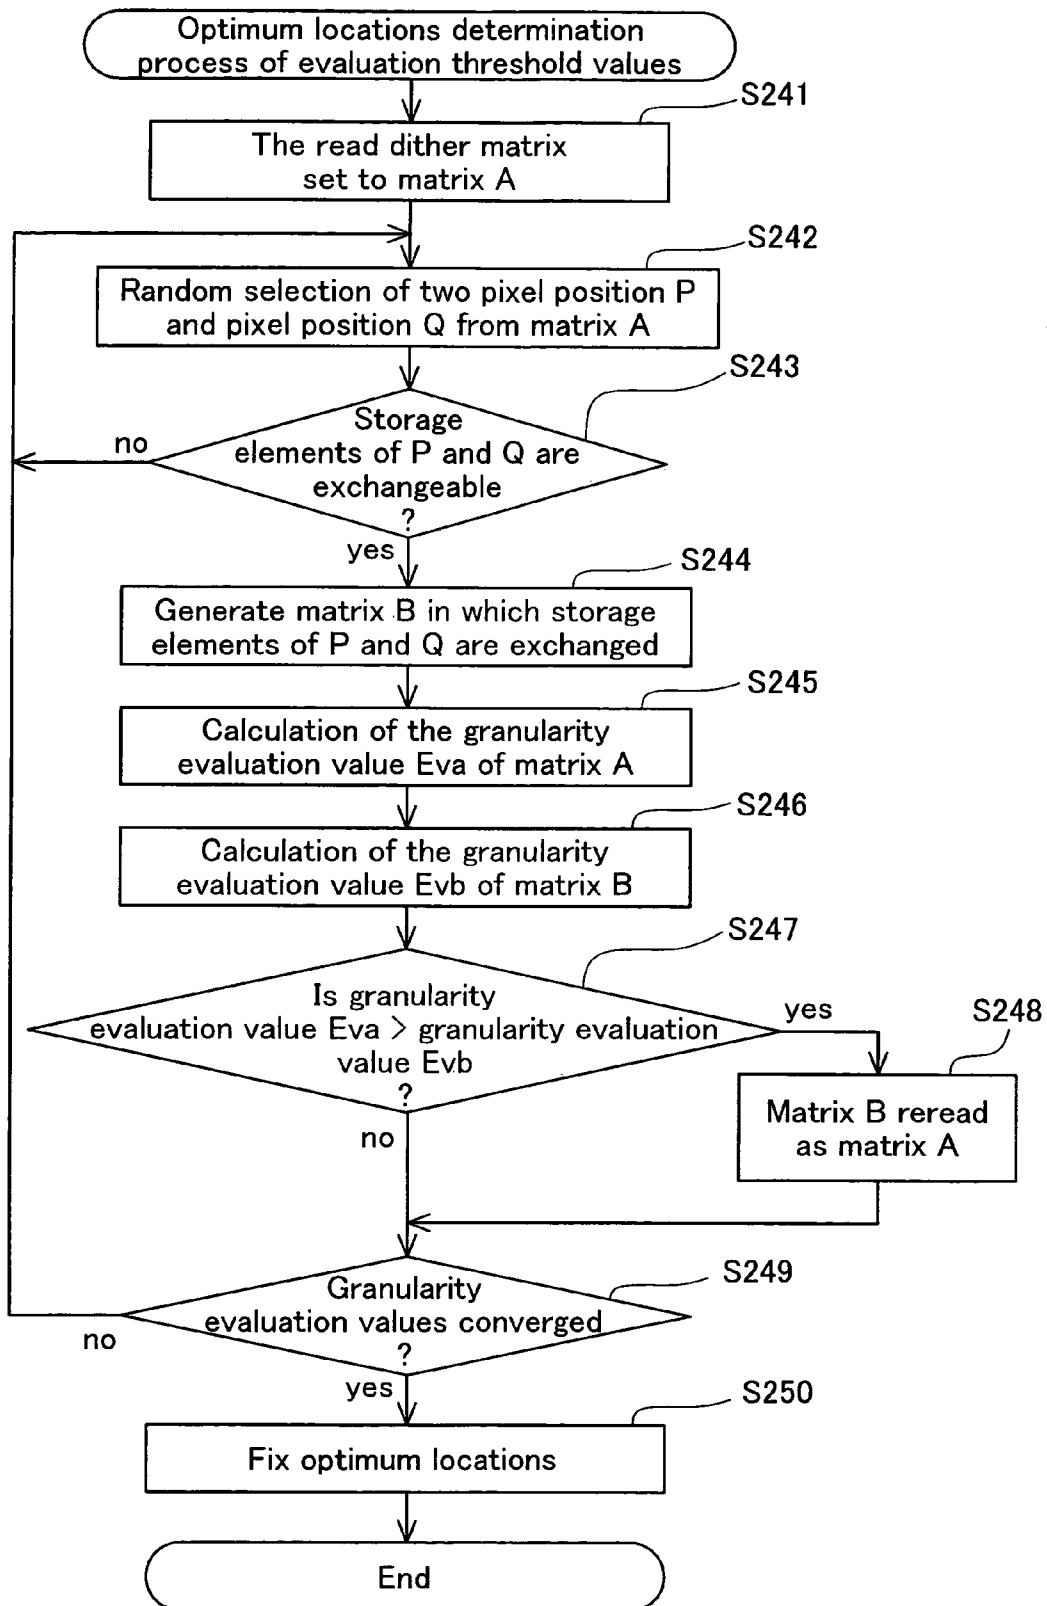 Optimum locations determination
process of evaluation threshold values
S241
The read dither matrix
set to matrix A
S242
Random selection of two pixel position P
and pixel position Q from matrix A
S243
Storage
elements of P and Q are
exchangeable
?
no
yes
S244
Generate matrix B in which storage
elements of P and Q are exchanged
S245
Calculation of the granularity
evaluation value Eva of matrix A
S246
Calculation of the granularity
evaluation value Evb of matrix B
S247
Is granularity
evaluation value Eva > granularity evaluation
value Evb
?
yes
S248
Matrix B reread
as matrix A
no
S249
Granularity
evaluation values converged
?
no
yes
S250
Fix optimum locations
End